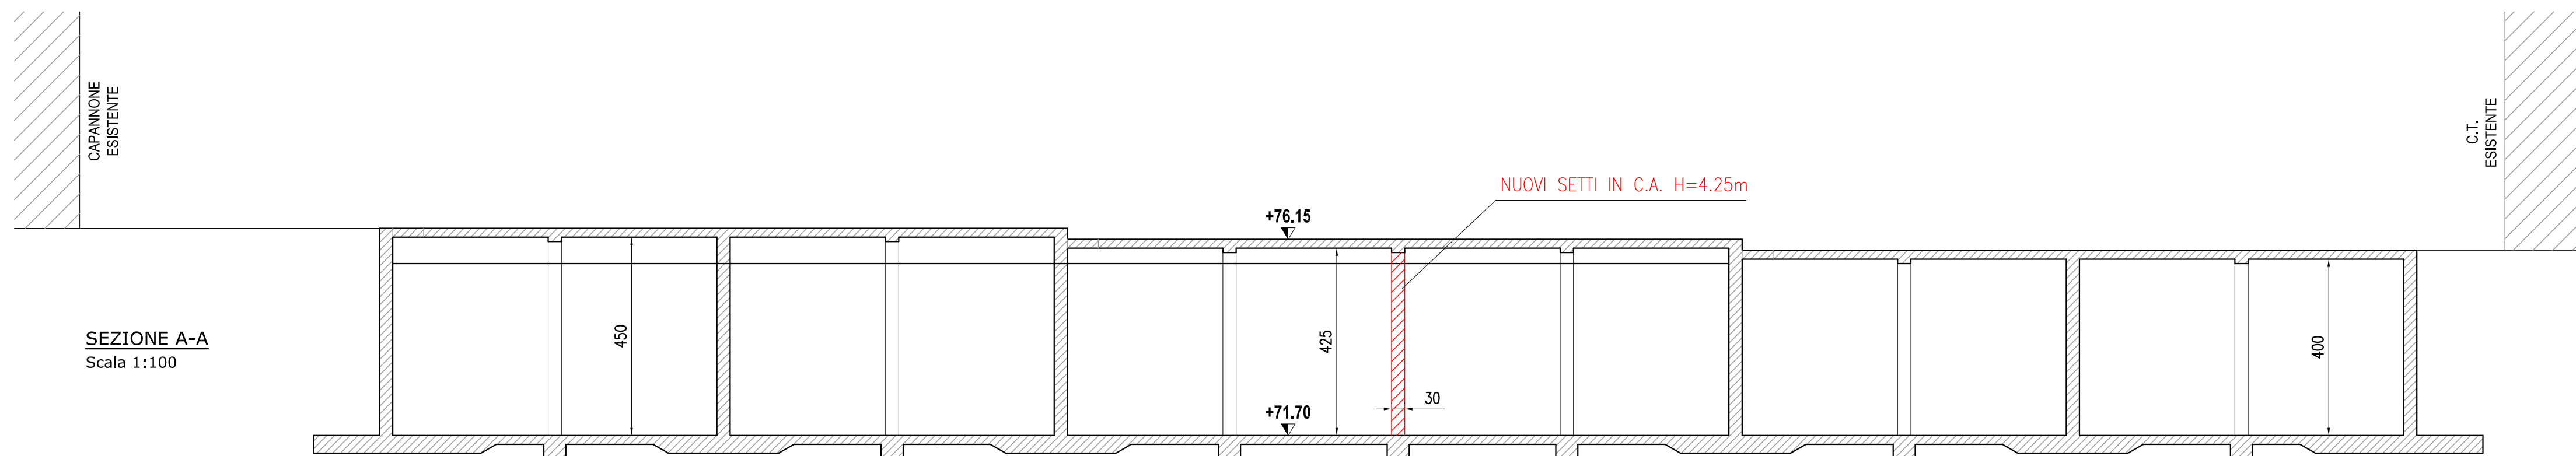 CAPANNONE
ESISTENTE
C.T.
ESISTENTE
NUOVI SETTI IN C.A. H=4.25m
+76.15
SEZIONE A-A
Scala 1:100
450
425
400
30
+71.70